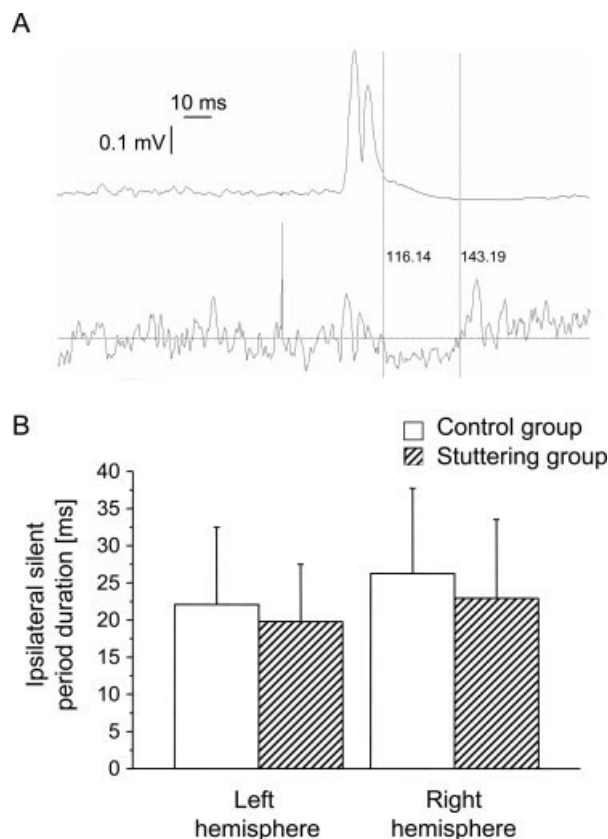 A
10 ms
0.1 mV
116.14 143.19
B
Control group
Stuttering group
Ipsilateral silent
period duration [ms]
40
35
30
25
20
15
10
5
0
Left
hemisphere
Right
hemisphere